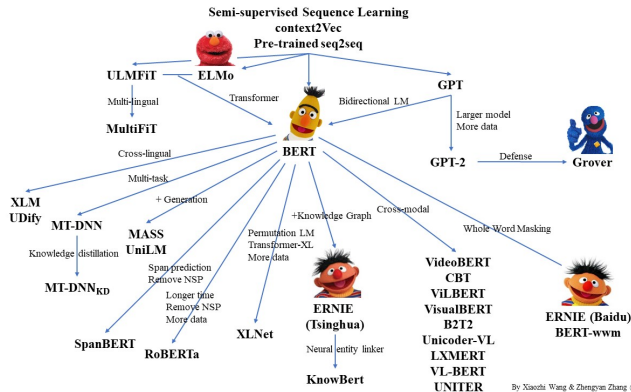 Semi-supervised Sequence Learning
context2Vec
Pre-trained seq2seq
ULMFiT
ELMo
GPT
Multi-lingual
Transformer
Bidirectional LM
Larger model
More data
MultiFiT
BERT
GPT-2
Defense
Grover
Cross-lingual
Multi-task
+ Generation
+Knowledge Graph
Cross-modal
Whole Word Masking
Permutation LM
Transformer-XL
More data
XLM
UDify
MT-DNN
MASS
UniLM
Knowledge distillation
Span prediction
Remove NSP
Longer time
Remove NSP
More data
MT-DNNKD
SpanBERT
RoBERTa
XLNet
ERNIE
(Tsinghua)
Neural entity linker
KnowBert
VideoBERT
CBT
ViLBERT
VisualBERT
B2T2
Unicoder-VL
LXMERT
VL-BERT
UNITER
ERNIE (Baidu)
BERT-wwm
By Xiaozhi Wang & Zhengyan Zhang